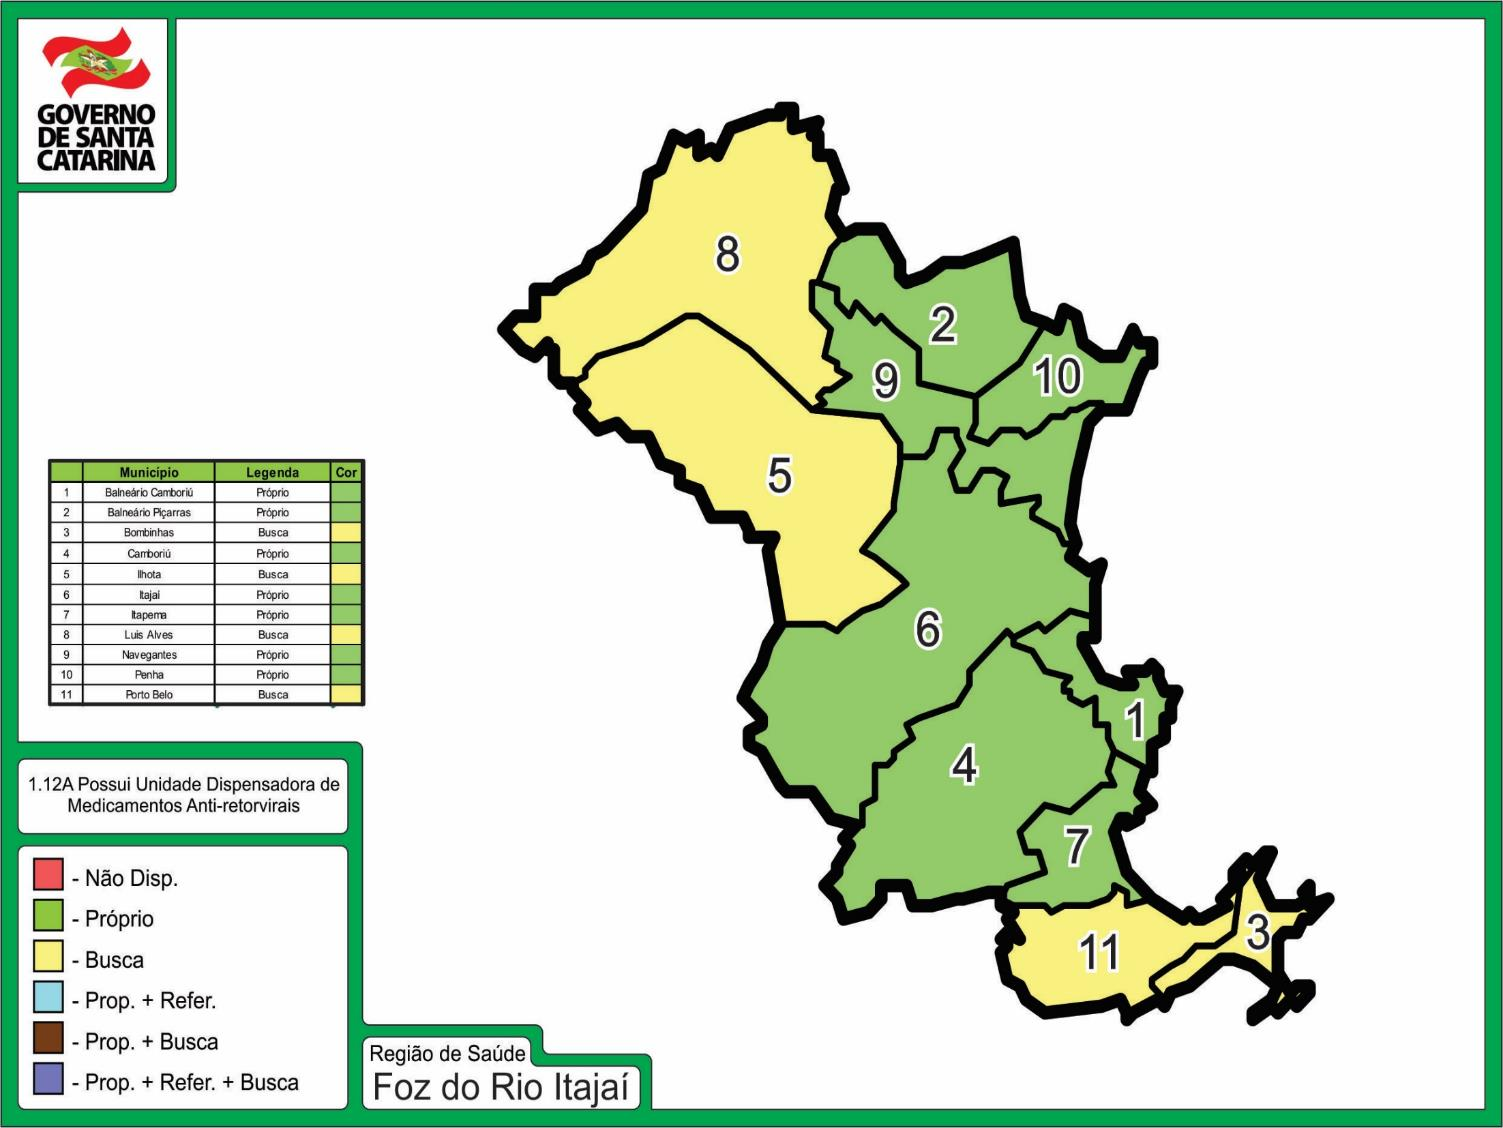 GOVERNO
DE SANTA
CATARINA
8
2
10
9
5
6
1
4
7
3
11
Município Legenda Cor
1 Balneário Camboriú Próprio
2 Balneário Piçarras Próprio
3 Bombinhas Busca
4 Camboriú Próprio
5 Ilhota Busca
6 Itajaí Próprio
7 Itapema Próprio
8 Luis Alves Busca
9 Navegantes Próprio
10 Penha Próprio
11 Porto Belo Busca
1.12A Possui Unidade Dispensadora de
Medicamentos Anti-retorvirais
- Não Disp.
- Próprio
- Busca
- Prop. + Refer.
- Prop. + Busca
- Prop. + Refer. + Busca
Região de Saúde
Foz do Rio Itajaí